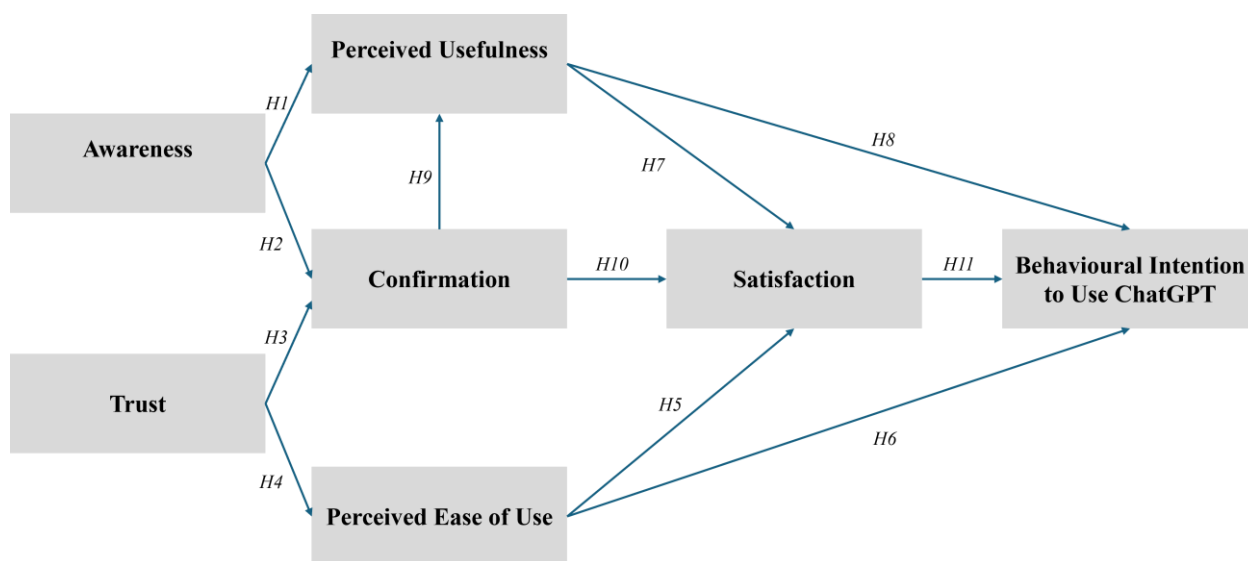 Perceived Usefulness
H1
Awareness
H8
H7
H9
H2
Confirmation
H10
Satisfaction
H11
Behavioural Intention
to Use ChatGPT
H3
Trust
H5
H6
H4
Perceived Ease of Use